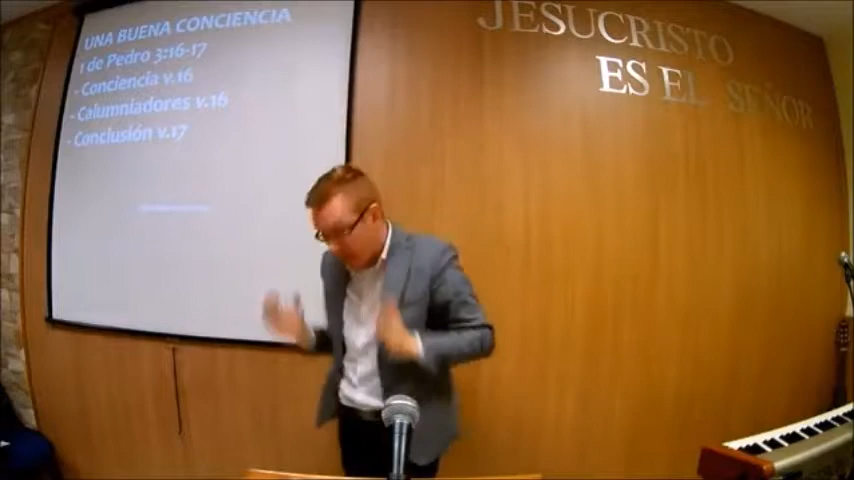 UNA BUENA CONCIENCIA
1 de Pedro 3:16-17
- Conciencia v.16
- Calumniadores v.16
- Conclusión v.17
JESUCRISTO
ES EL SEÑOR